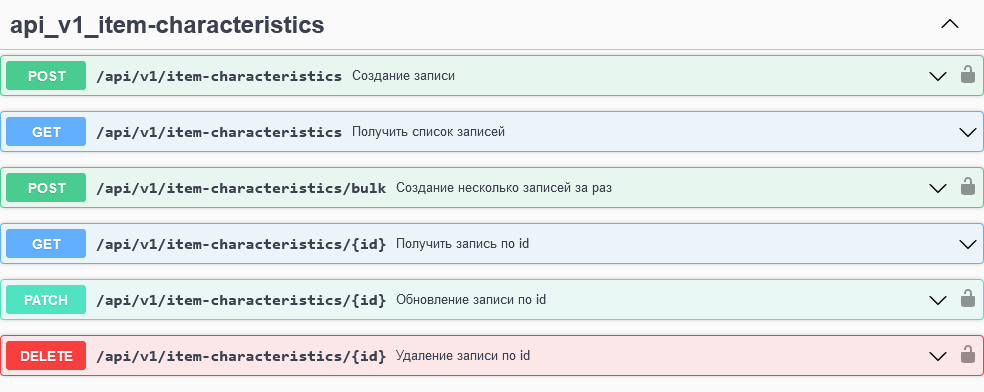 api_v1_item-characteristics
POST /api/v1/item-characteristics Создание записи
GET /api/v1/item-characteristics Получить список записей
POST /api/v1/item-characteristics/bulk Создание несколько записей за раз
GET /api/v1/item-characteristics/{id} Получить запись по id
PATCH /api/v1/item-characteristics/{id} Обновление записи по id
DELETE /api/v1/item-characteristics/{id} Удаление записи по id